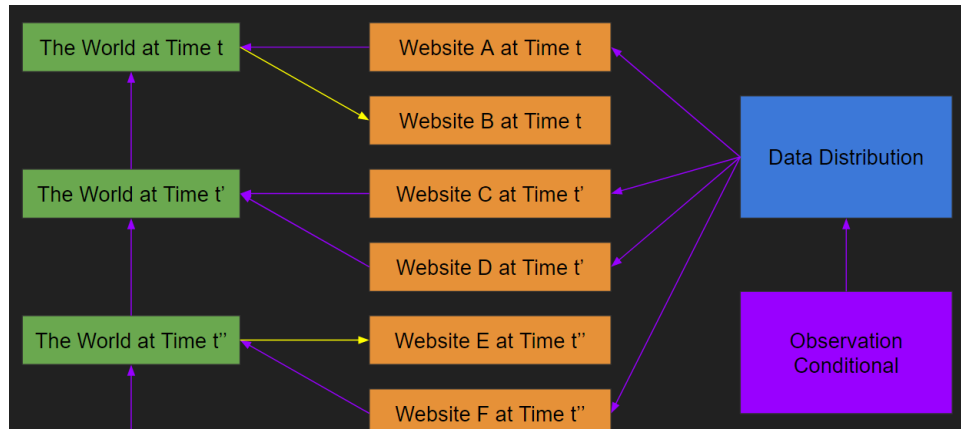 The World at Time t
Website A at Time t
Website B at Time t
Data Distribution
The World at Time t’
Website C at Time t’
Website D at Time t’
The World at Time t’’
Website E at Time t’’
Observation
Conditional
Website F at Time t’’